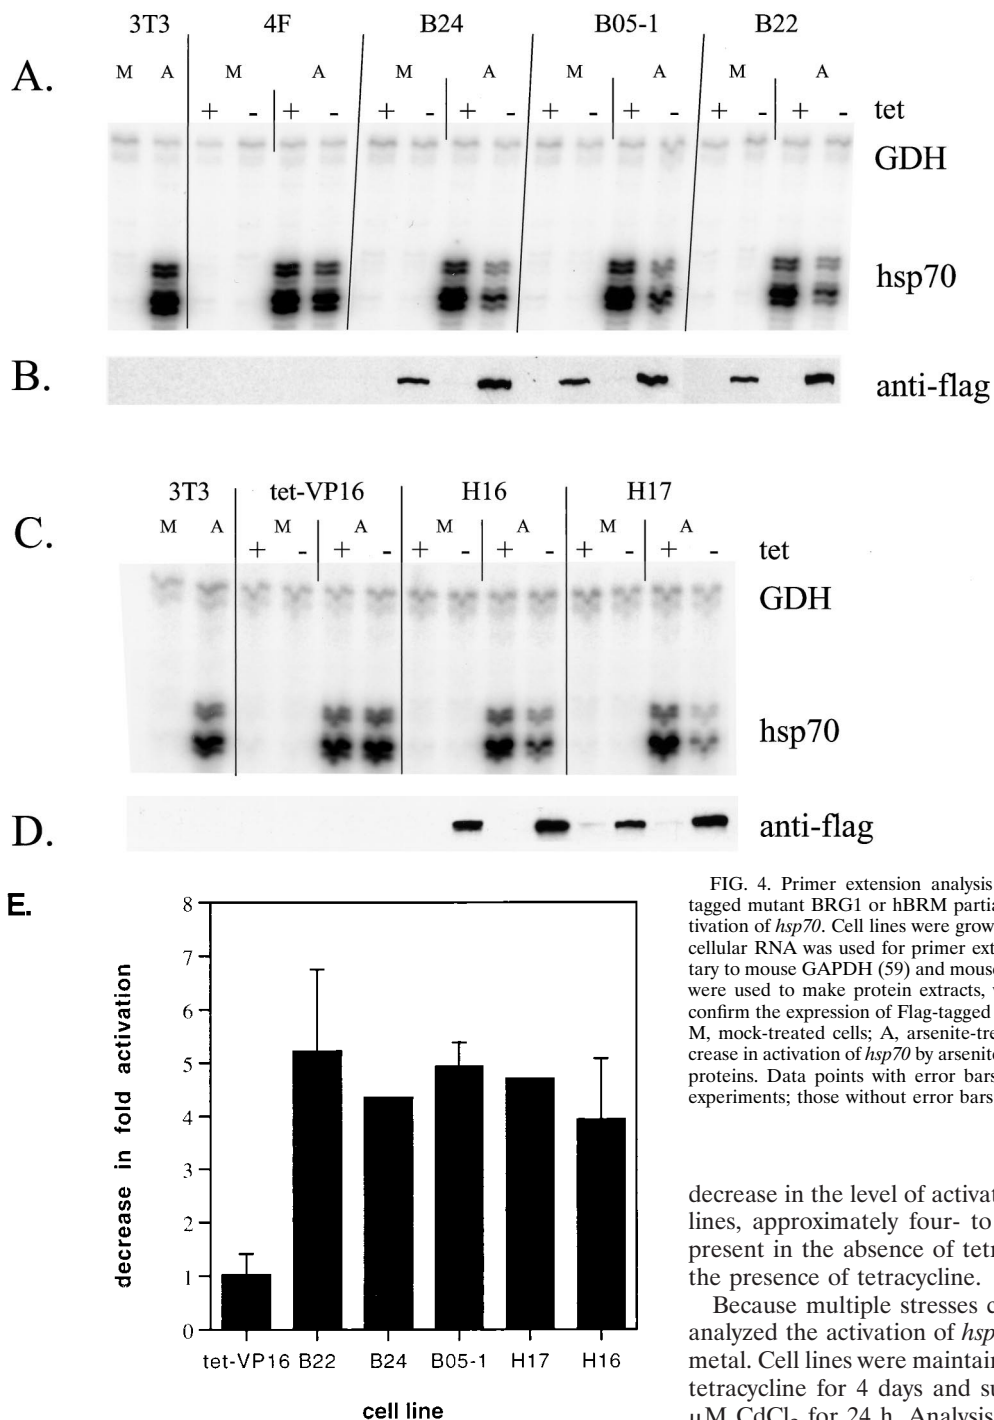 3T3 4F B24 B05-1 B22
A. M A M A M A M A M A
+ - + - + - + - + - + - + - + - tet
GDH
hsp70
B. anti-flag
3T3 tet-VP16 H16 H17
C. M A M A M A M A
+ - + - + - + - + - + - tet
GDH
hsp70
D. anti-flag
E.
8
7
6
5
4
3
2
1
0
decrease in fold activation
tet-VP16 B22 B24 B05-1 H17 H16
cell line
FIG. 4. Primer extension analysis
tagged mutant BRG1 or hBRM partia
tivation of hsp70. Cell lines were grow
cellular RNA was used for primer ext
tary to mouse GAPDH (59) and mouse
were used to make protein extracts, 
confirm the expression of Flag-tagged
M, mock-treated cells; A, arsenite-tre
crease in activation of hsp70 by arsenite
proteins. Data points with error bars
experiments; those without error bars
decrease in the level of activat
lines, approximately four- to
present in the absence of tetr
the presence of tetracycline.
Because multiple stresses c
analyzed the activation of hsp
metal. Cell lines were maintain
tetracycline for 4 days and su
μM CdCl₂ for 24 h. Analysis